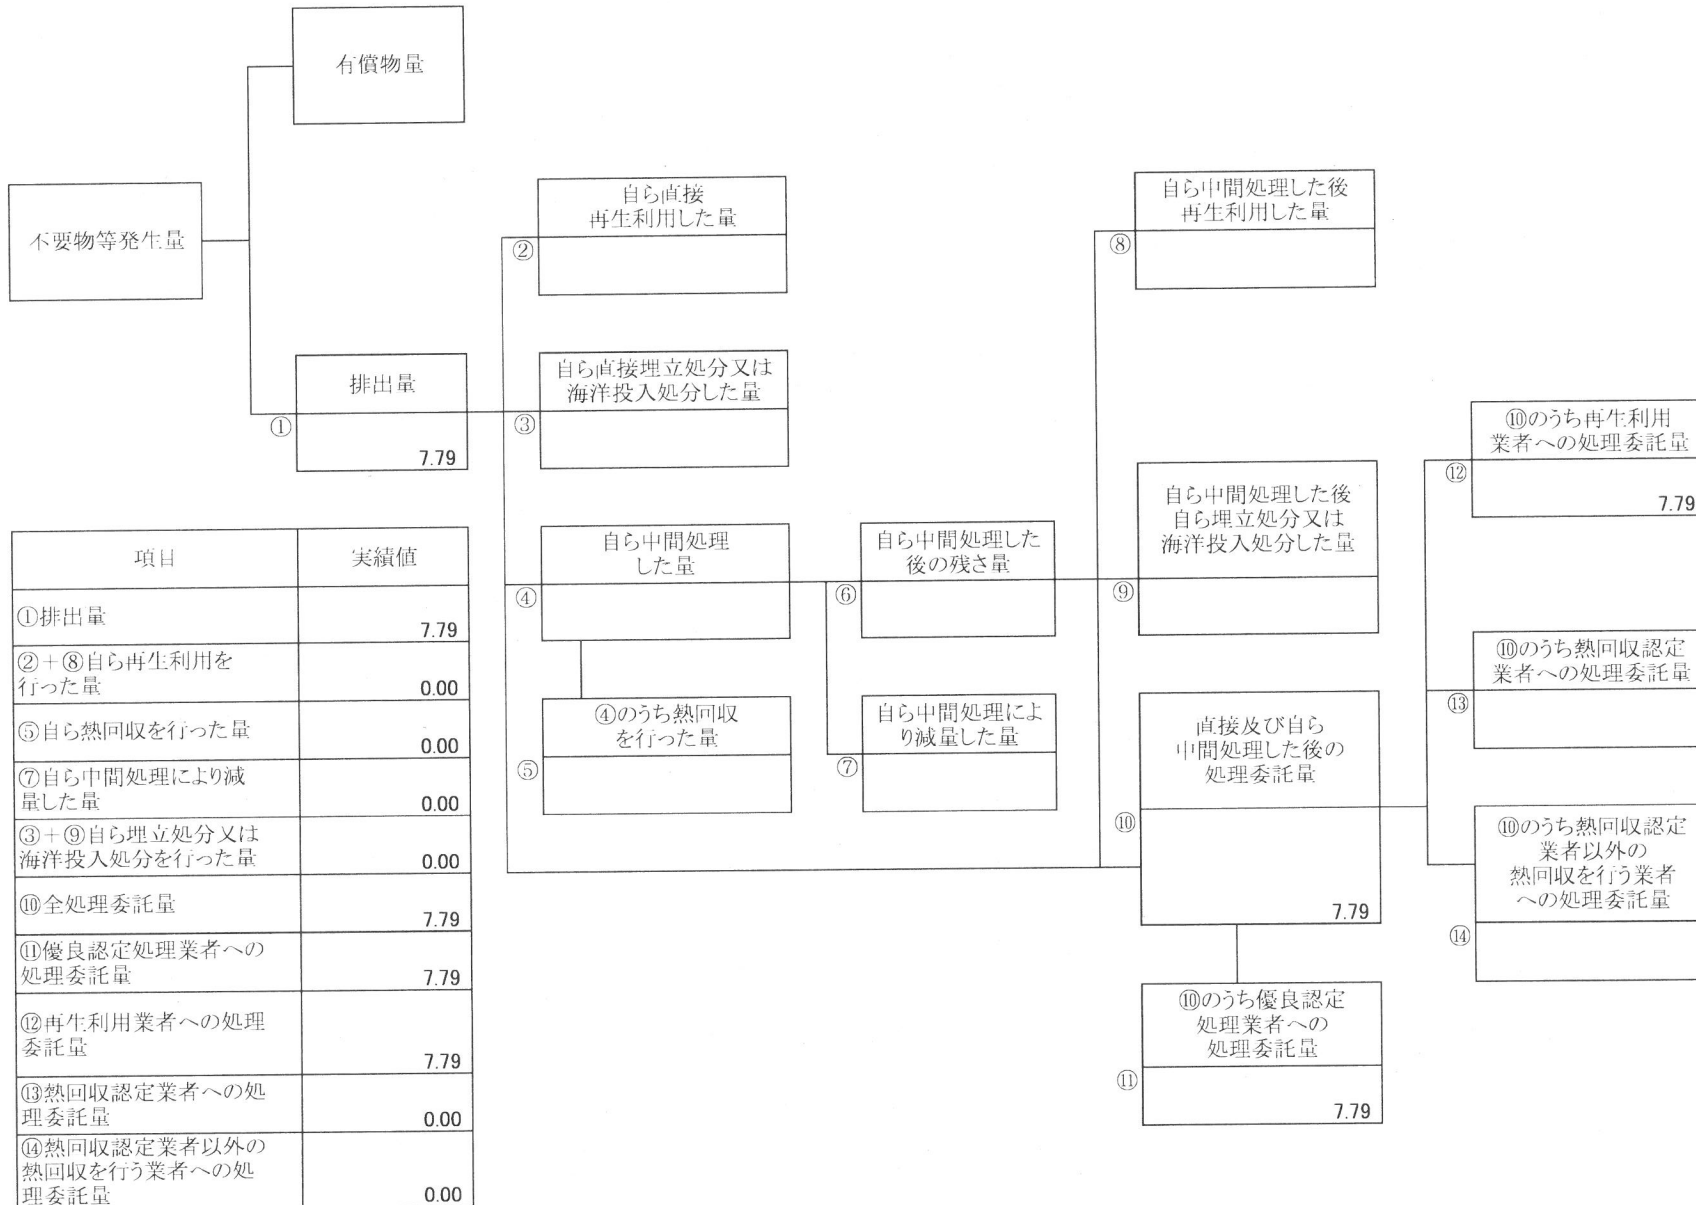 有償物量
不要物等発生量
排出量
①
7.79
自ら直接
再生利用した量
②
自ら直接埋立処分又は
海洋投入処分した量
③
自ら中間処理
した量
④
④のうち熱回収
を行った量
⑤
自ら中間処理した
後の残さ量
⑥
自ら中間処理によ
り減量した量
⑦
自ら中間処理した後
再生利用した量
⑧
自ら中間処理した後
自ら埋立処分又は
海洋投入処分した量
⑨
直接及び自ら
中間処理した後の
処理委託量
⑩
7.79
⑩のうち優良認定
処理業者への
処理委託量
⑪
7.79
⑩のうち再生利用
業者への処理委託量
⑫
7.79
⑩のうち熱回収認定
業者への処理委託量
⑬
⑩のうち熱回収認定
業者以外の
熱回収を行う業者
への処理委託量
⑭
項目 実績値
①排出量 7.79
②+⑧自ら再生利用を
行った量 0.00
⑤自ら熱回収を行った量 0.00
⑦自ら中間処理により減
量した量 0.00
③+⑨自ら埋立処分又は
海洋投入処分を行った量 0.00
⑩全処理委託量 7.79
⑪優良認定処理業者への
処理委託量 7.79
⑫再生利用業者への処理
委託量 7.79
⑬熱回収認定業者への処
理委託量 0.00
⑭熱回収認定業者以外の
熱回収を行う業者への処
理委託量 0.00